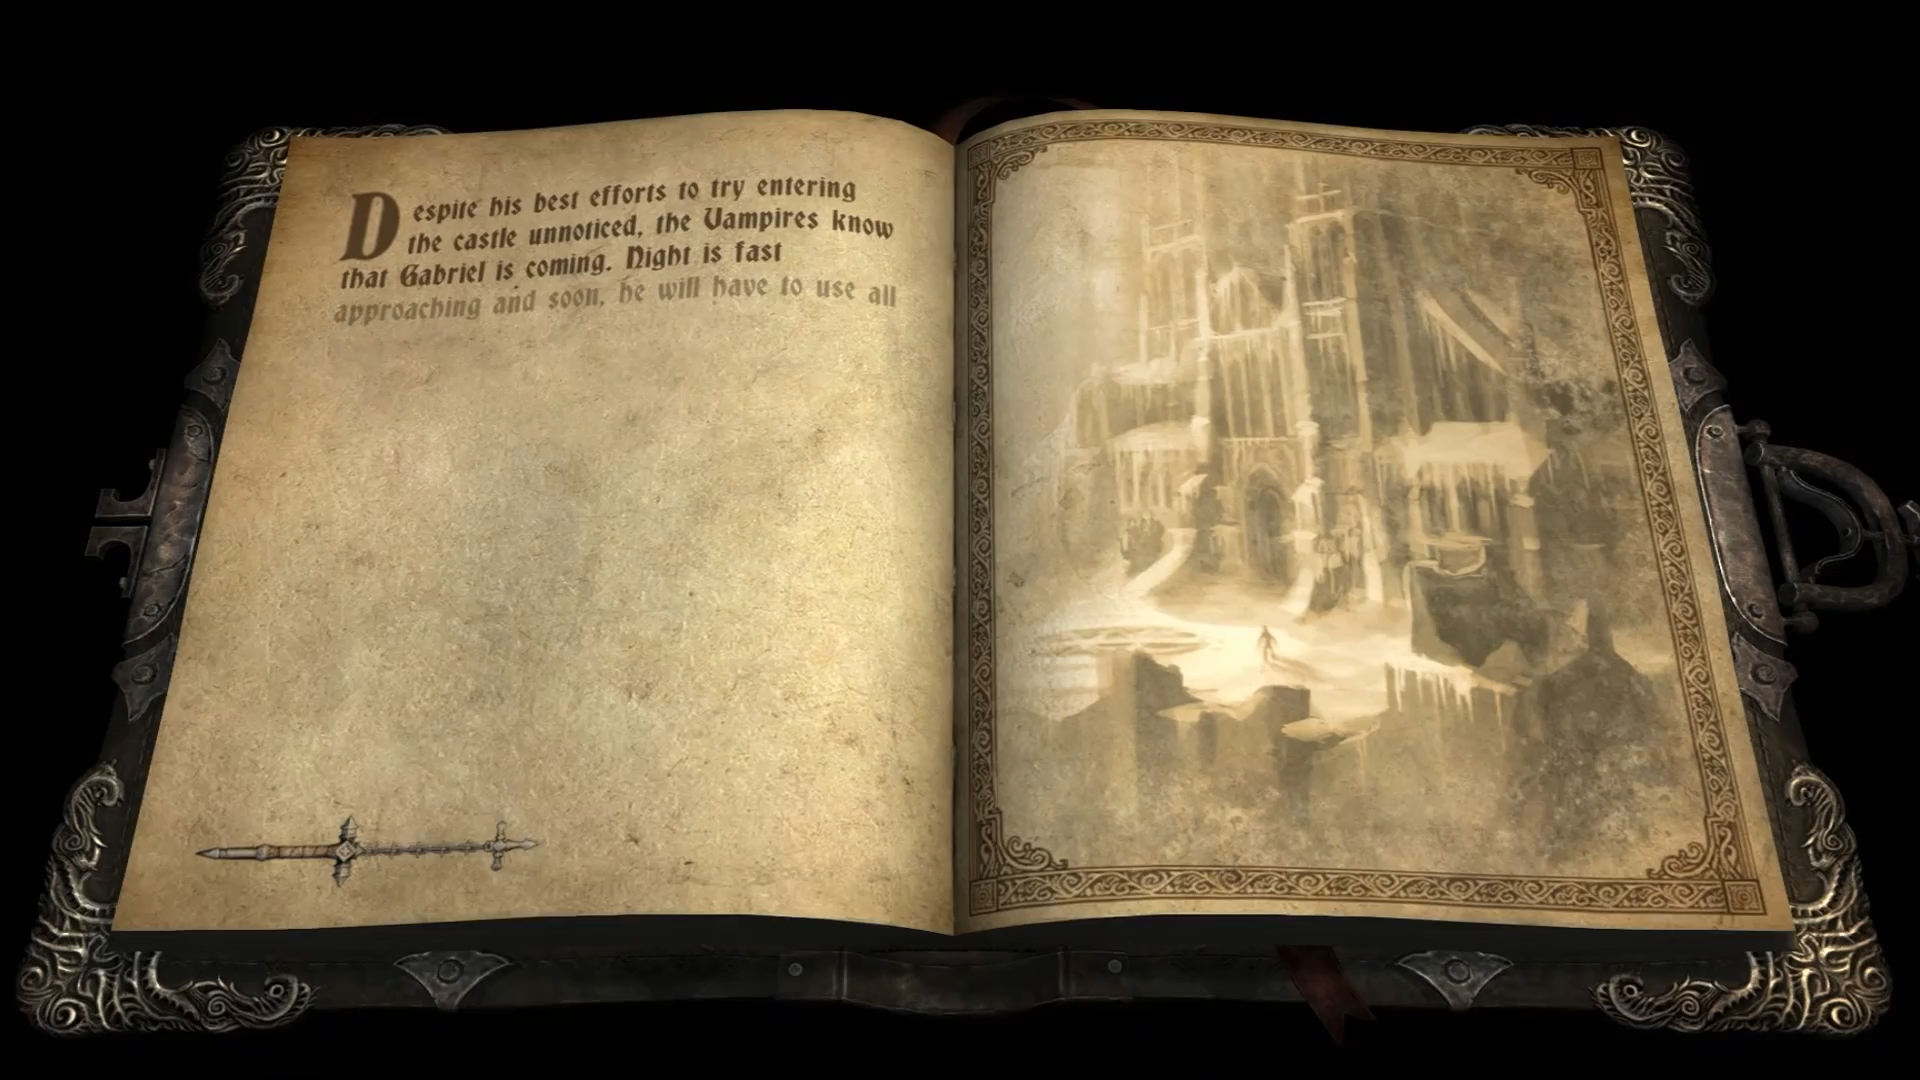 Despite his best efforts to try entering
the castle unnoticed, the Vampires know
that Gabriel is coming. Night is fast
approaching and soon, he will have to use all